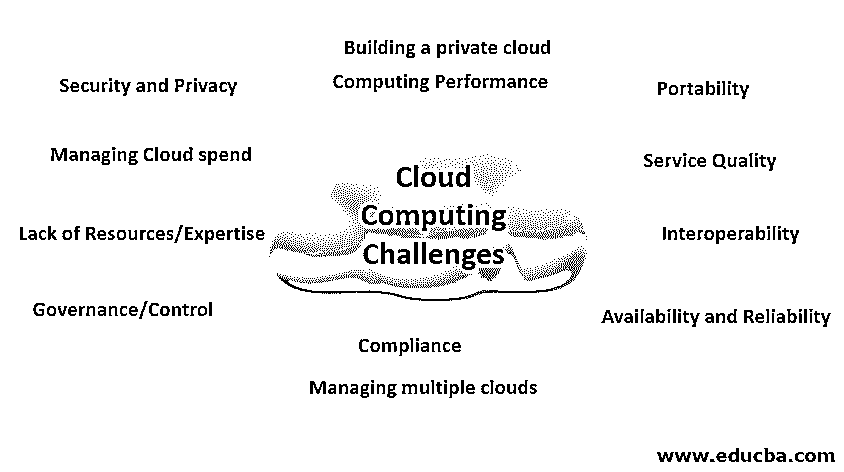 Building a private cloud
Computing Performance
Security and Privacy
Portability
Managing Cloud spend
Service Quality
Cloud
Computing
Challenges
Lack of Resources/Expertise
Interoperability
Governance/Control
Availability and Reliability
Compliance
Managing multiple clouds
www.educba.com